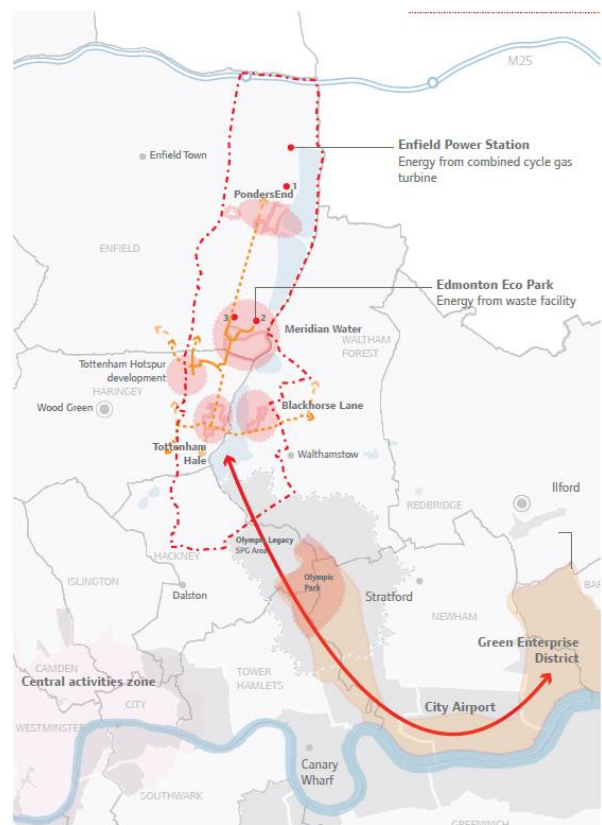 M25
Enfield Power Station
Energy from combined cycle gas
turbine
Enfield Town
1
PondersEnd
ENFIELD
Edmonton Eco Park
Energy from waste facility
3
2
Meridian Water
WALTHAM
FOREST
Tottenham Hotspur
development
HARINGEY
Wood Green
Blackhorse Lane
Tottenham
Hale
Walthamstow
Ilford
REDBRIDGE
Olympic Legacy
SPG Area
HACKNEY
Olympic
Park
ISLINGTON
Dalston
Stratford
BAR
NEWHAM
Green Enterprise
District
CAMDEN
Central activities zone
TOWER
HAMLETS
CITY
City Airport
WESTMINSTER
Canary
Wharf
SOUTHWARK
GREENWICH